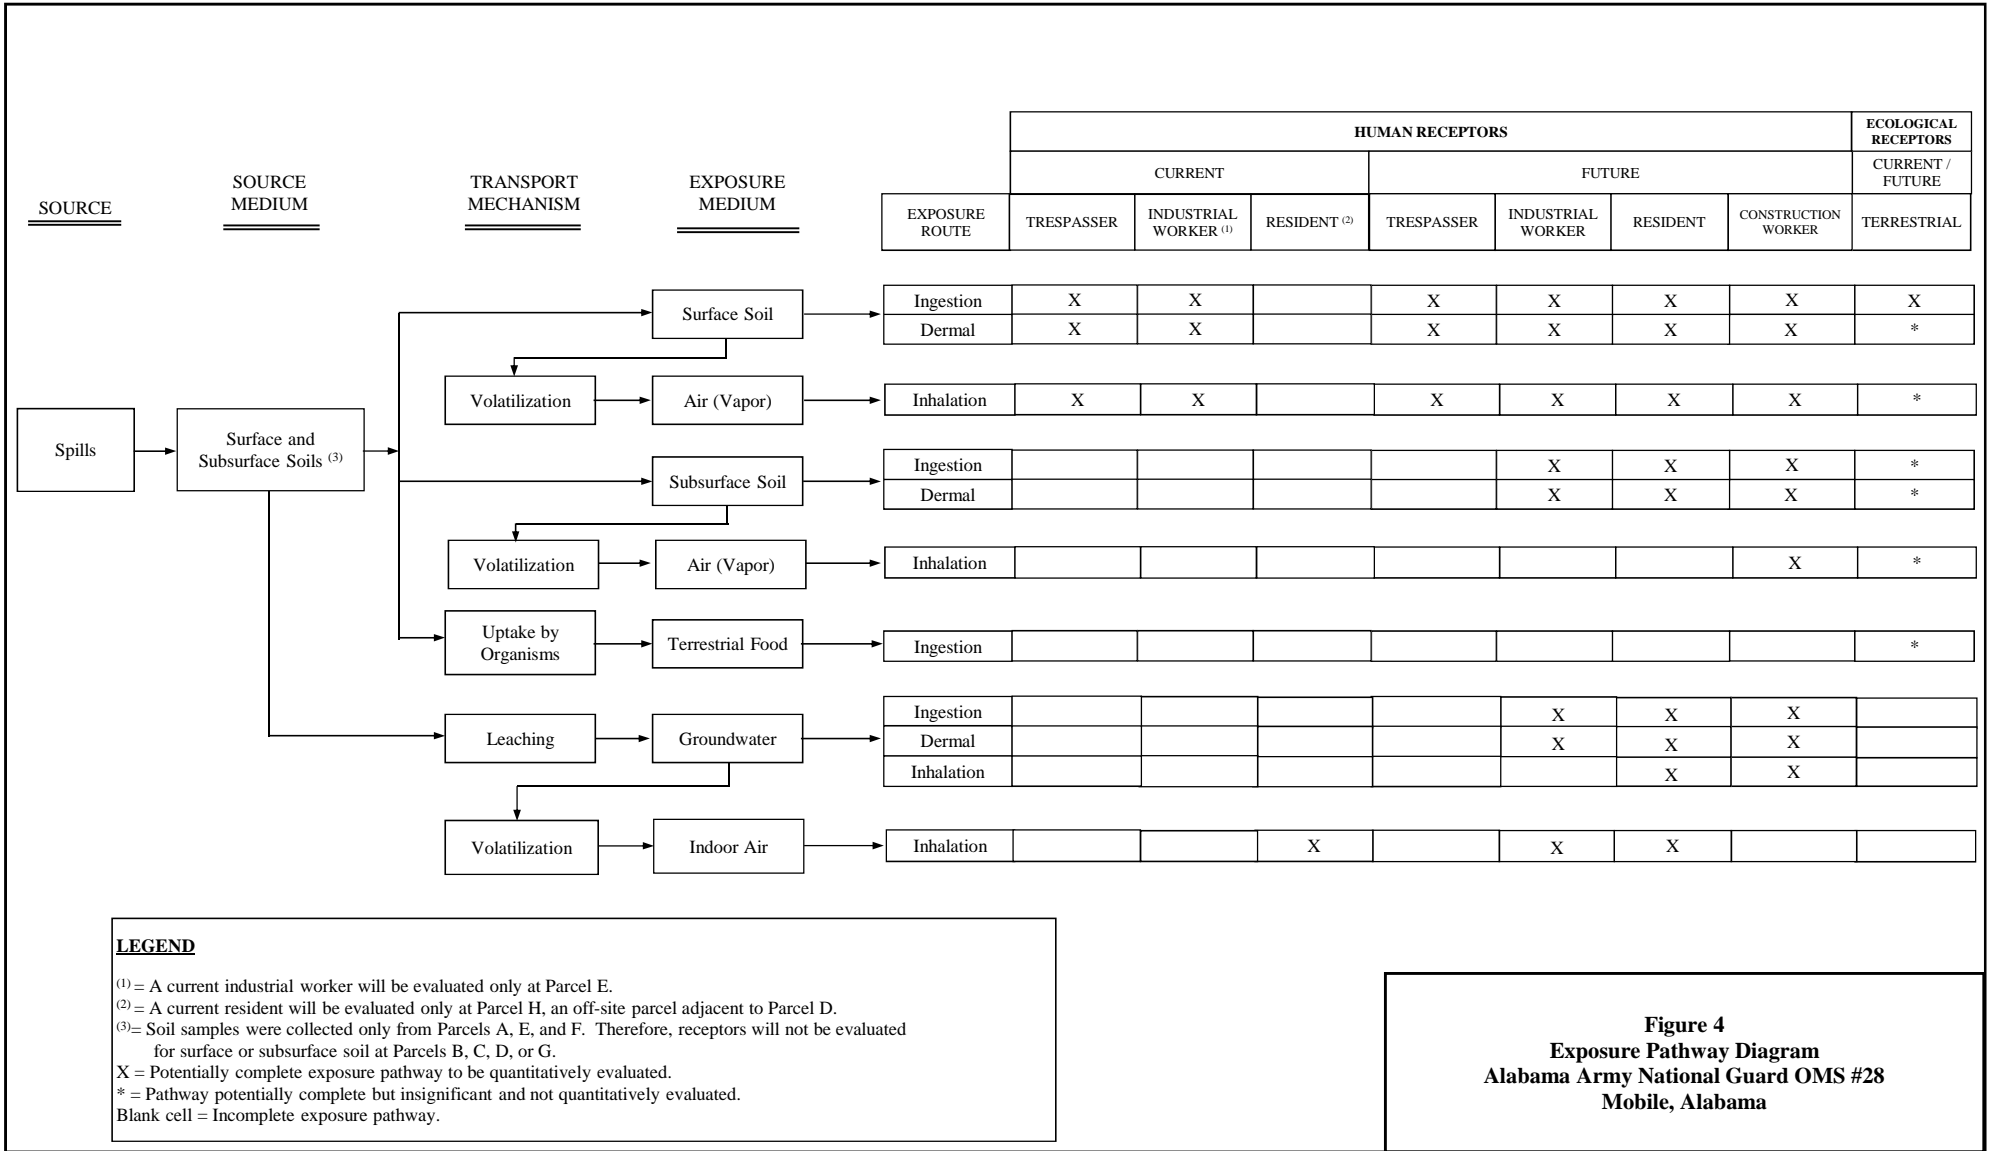 HUMAN RECEPTORS
ECOLOGICAL
RECEPTORS
CURRENT
FUTURE
CURRENT /
FUTURE
SOURCE
SOURCE
MEDIUM
TRANSPORT
MECHANISM
EXPOSURE
MEDIUM
EXPOSURE
ROUTE
TRESPASSER
INDUSTRIAL
WORKER (1)
RESIDENT (2)
TRESPASSER
INDUSTRIAL
WORKER
RESIDENT
CONSTRUCTION
WORKER
TERRESTRIAL
Surface Soil
Ingestion X X X X X X X
Dermal X X X X X X *
Volatilization
Air (Vapor)
Inhalation X X X X X X *
Spills
Surface and
Subsurface Soils (3)
Subsurface Soil
Ingestion X X X *
Dermal X X X *
Volatilization
Air (Vapor)
Inhalation X *
Uptake by
Organisms
Terrestrial Food
Ingestion *
Leaching
Groundwater
Ingestion X X X
Dermal X X X
Inhalation X X
Volatilization
Indoor Air
Inhalation X X X
LEGEND
(1) = A current industrial worker will be evaluated only at Parcel E.
(2) = A current resident will be evaluated only at Parcel H, an off-site parcel adjacent to Parcel D.
(3)= Soil samples were collected only from Parcels A, E, and F. Therefore, receptors will not be evaluated
for surface or subsurface soil at Parcels B, C, D, or G.
X = Potentially complete exposure pathway to be quantitatively evaluated.
* = Pathway potentially complete but insignificant and not quantitatively evaluated.
Blank cell = Incomplete exposure pathway.
Figure 4
Exposure Pathway Diagram
Alabama Army National Guard OMS #28
Mobile, Alabama